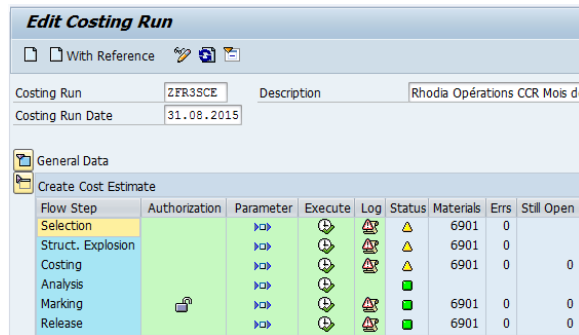 Edit Costing Run
With Reference
Costing Run ZFR3SCE Description Rhodia Opérations CCR Mois d
Costing Run Date 31.08.2015
General Data
Create Cost Estimate
Flow Step Authorization Parameter Execute Log Status Materials Errs Still Open
Selection 6901 0
Struct. Explosion 6901 0
Costing 6901 0 0
Analysis
Marking 6901 0 0
Release 6901 0 0